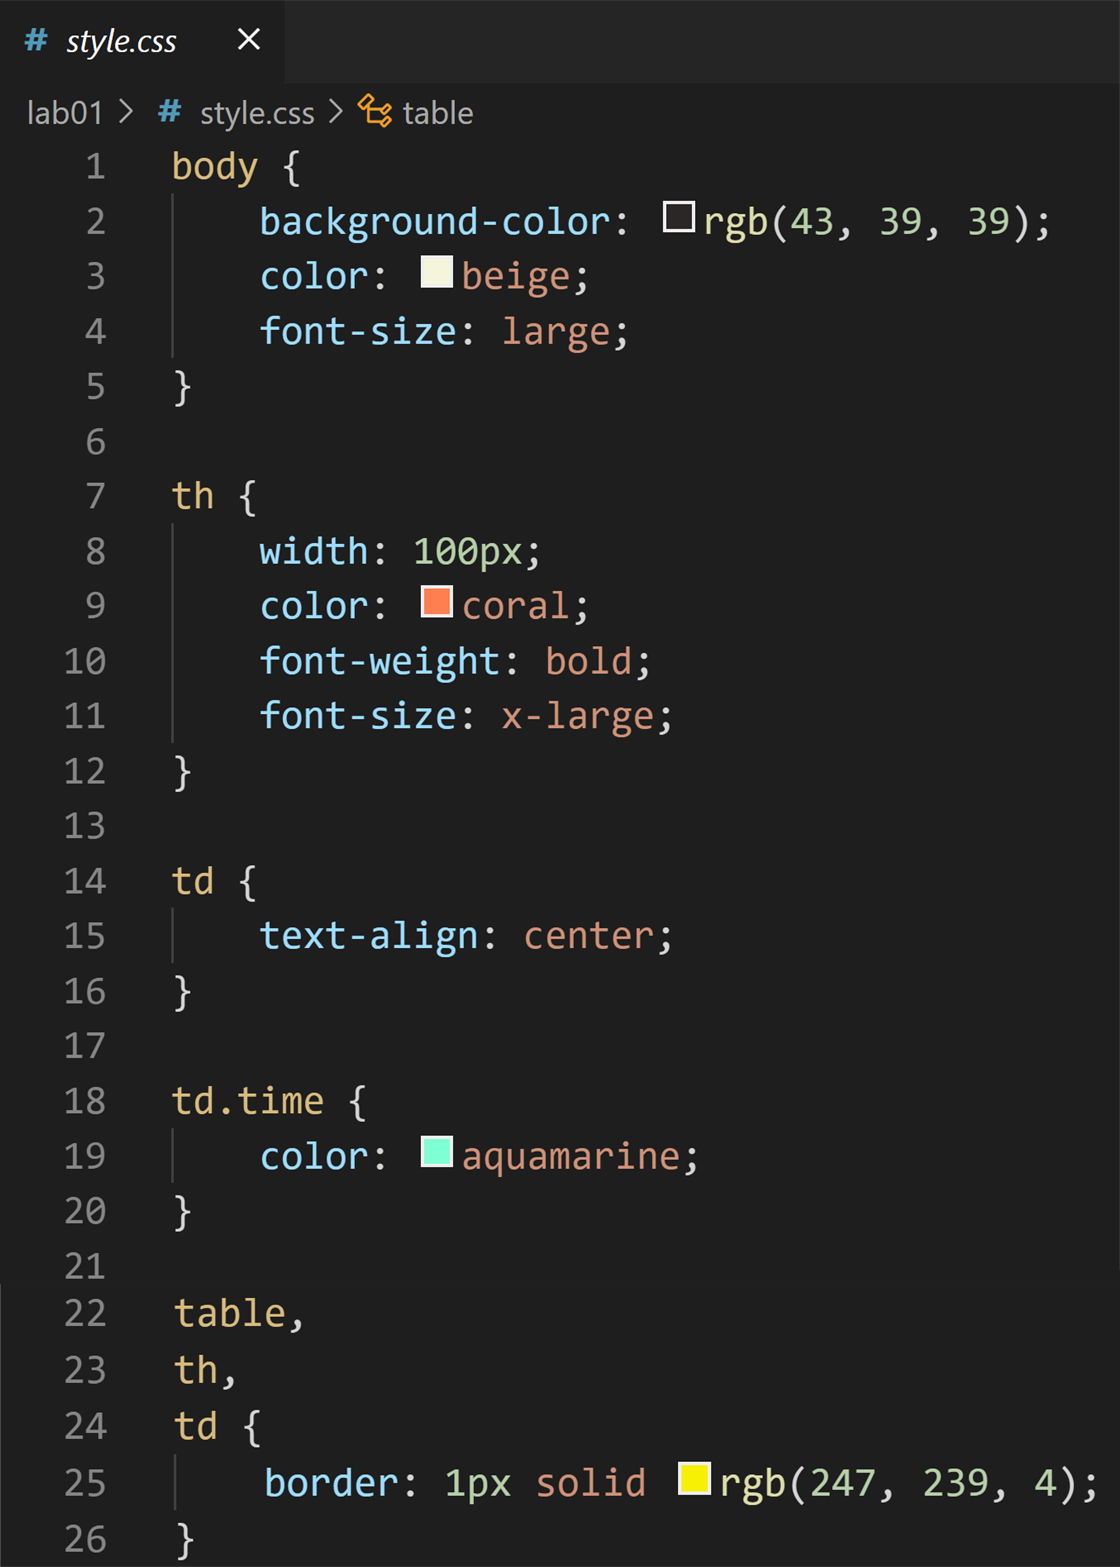 # style.css ×
lab01 > # style.css > table
1 body {
2 background-color: rgb(43, 39, 39);
3 color: beige;
4 font-size: large;
5 }
6
7 th {
8 width: 100px;
9 color: coral;
10 font-weight: bold;
11 font-size: x-large;
12 }
13
14 td {
15 text-align: center;
16 }
17
18 td.time {
19 color: aquamarine;
20 }
21
22 table,
23 th,
24 td {
25 border: 1px solid rgb(247, 239, 4);
26 }